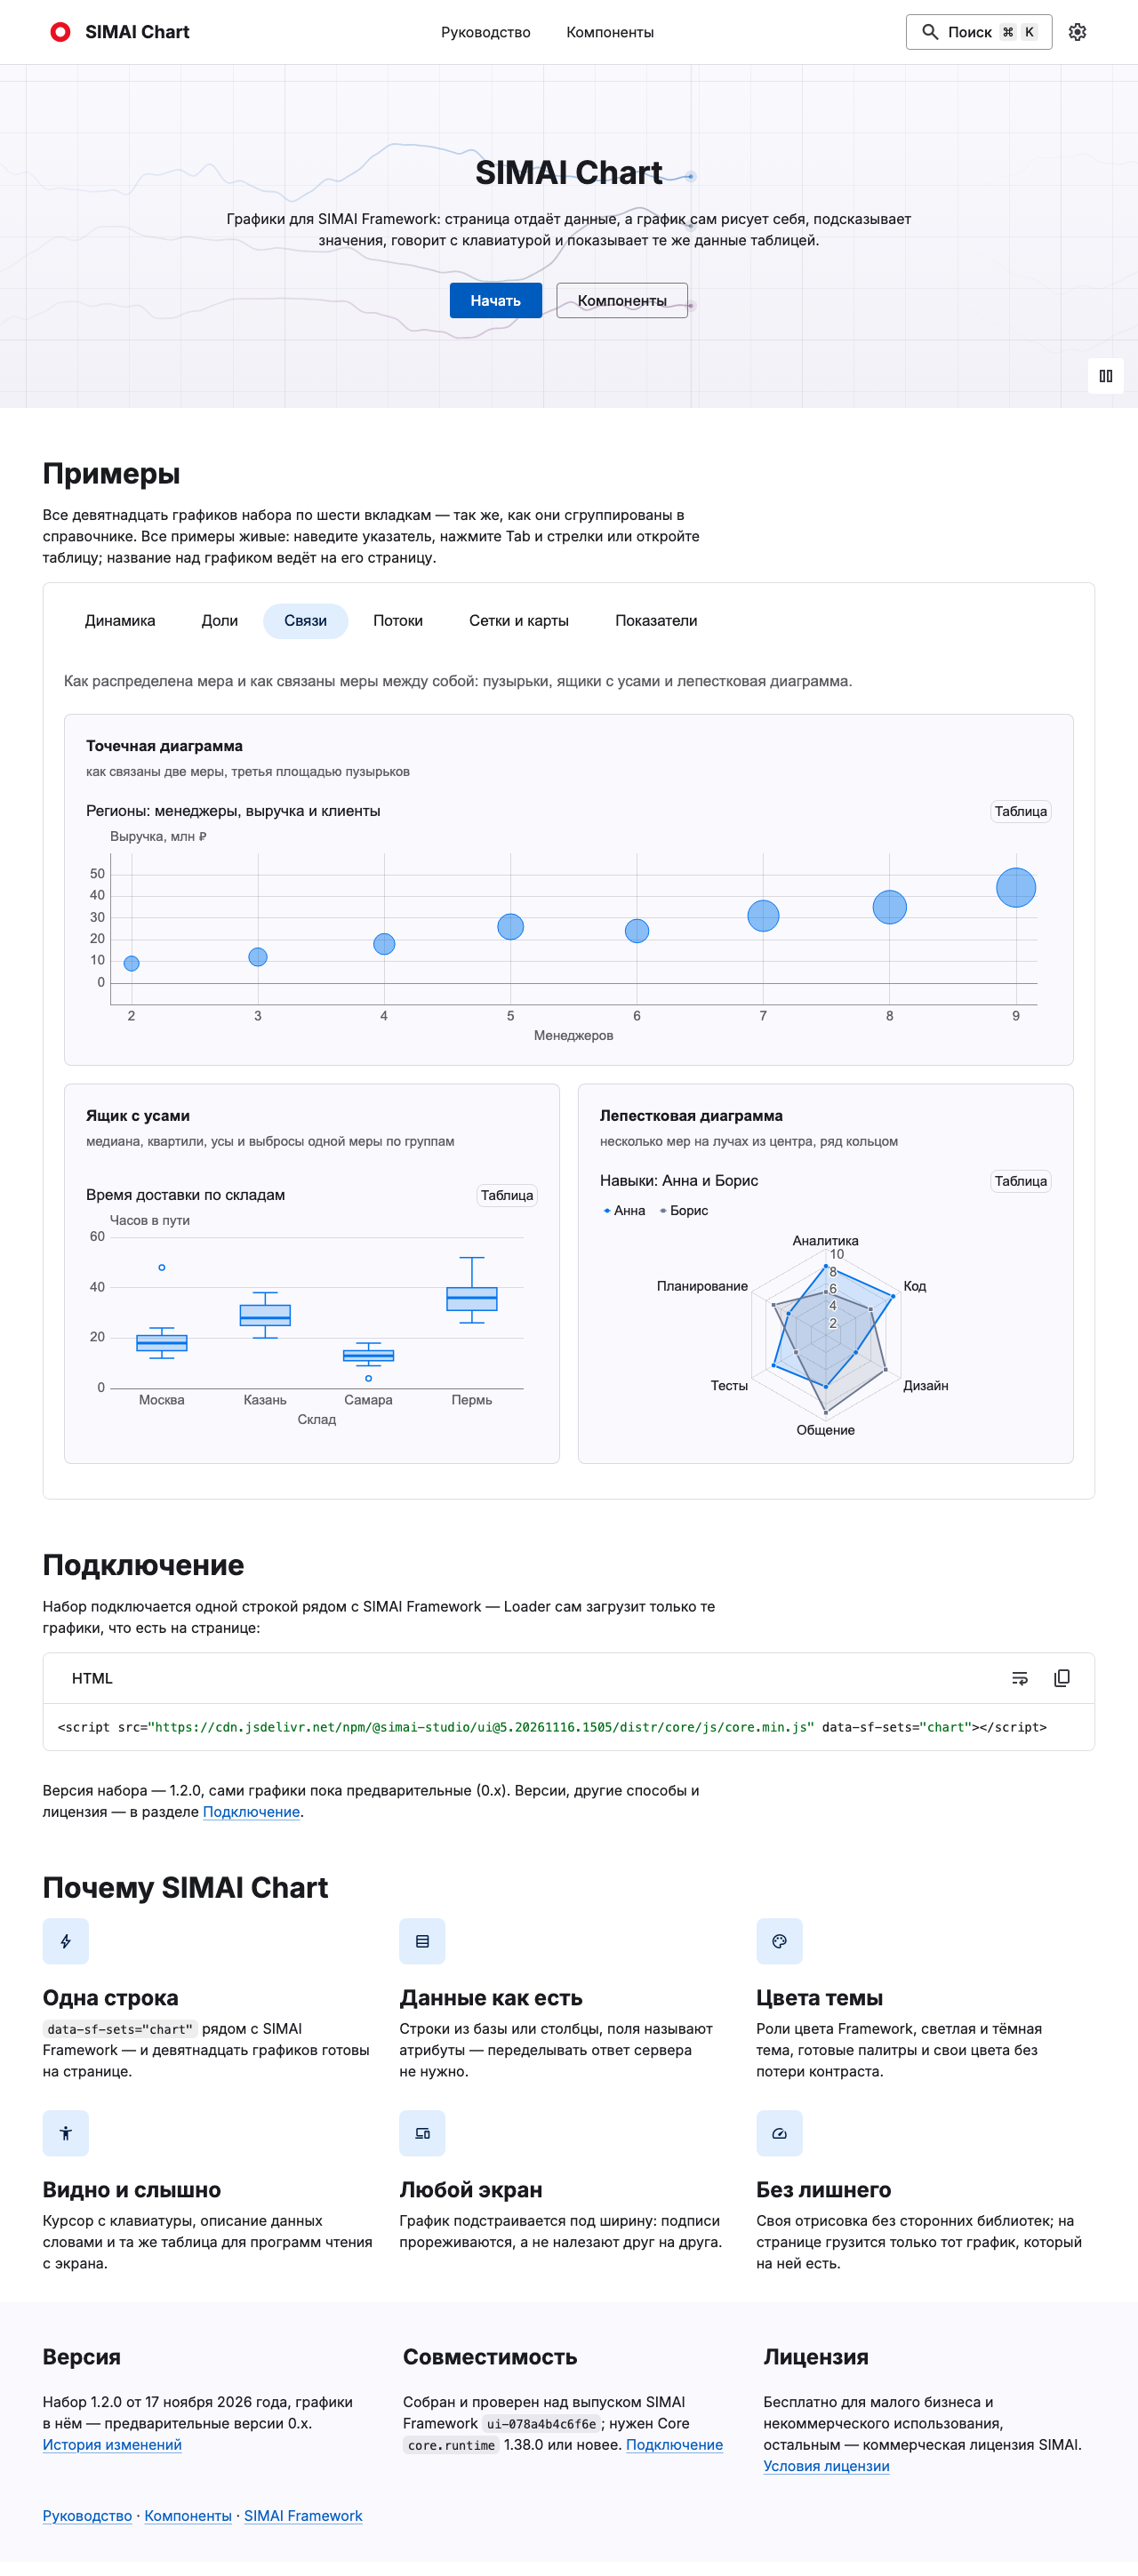 SIMAI Chart
Руководство
Компоненты
Поиск ⌘ K
SIMAI Chart
Графики для SIMAI Framework: страница отдаёт данные, а график сам рисует себя, подсказывает
значения, говорит с клавиатурой и показывает те же данные таблицей.
Начать
Компоненты
Примеры
Все девятнадцать графиков набора по шести вкладкам — так же, как они сгруппированы в
справочнике. Все примеры живые: наведите указатель, нажмите Tab и стрелки или откройте
таблицу; название над графиком ведёт на его страницу.
Динамика
Доли
Связи
Потоки
Сетки и карты
Показатели
Как распределена мера и как связаны меры между собой: пузырьки, ящики с усами и лепестковая диаграмма.
Точечная диаграмма
как связаны две меры, третья площадью пузырьков
Регионы: менеджеры, выручка и клиенты
Таблица
Выручка, млн ₽
50
40
30
20
10
0
2 3 4 5 6 7 8 9
Менеджеров
Ящик с усами
медиана, квартили, усы и выбросы одной меры по группам
Время доставки по складам
Таблица
Часов в пути
60
40
20
0
Москва Казань Самара Пермь
Склад
Лепестковая диаграмма
несколько мер на лучах из центра, ряд кольцом
Навыки: Анна и Борис
Таблица
Анна Борис
Аналитика
10
8
6
4
2
Планирование
Код
Тесты
Дизайн
Общение
Подключение
Набор подключается одной строкой рядом с SIMAI Framework — Loader сам загрузит только те
графики, что есть на странице:
HTML
<script src="https://cdn.jsdelivr.net/npm/@simai-studio/ui@5.20261116.1505/distr/core/js/core.min.js" data-sf-sets="chart"></script>
Версия набора — 1.2.0, сами графики пока предварительные (0.x). Версии, другие способы и
лицензия — в разделе Подключение.
Почему SIMAI Chart
Одна строка
data-sf-sets="chart" рядом с SIMAI
Framework — и девятнадцать графиков готовы
на странице.
Данные как есть
Строки из базы или столбцы, поля называют
атрибуты — переделывать ответ сервера
не нужно.
Цвета темы
Роли цвета Framework, светлая и тёмная
тема, готовые палитры и свои цвета без
потери контраста.
Видно и слышно
Курсор с клавиатуры, описание данных
словами и та же таблица для программ чтения
с экрана.
Любой экран
График подстраивается под ширину: подписи
прореживаются, а не налезают друг на друга.
Без лишнего
Своя отрисовка без сторонних библиотек; на
странице грузится только тот график, который
на ней есть.
Версия
Набор 1.2.0 от 17 ноября 2026 года, графики
в нём — предварительные версии 0.x.
История изменений
Совместимость
Собран и проверен над выпуском SIMAI
Framework ui-078a4b4c6f6e; нужен Core
core.runtime 1.38.0 или новее. Подключение
Лицензия
Бесплатно для малого бизнеса и
некоммерческого использования,
остальным — коммерческая лицензия SIMAI.
Условия лицензии
Руководство · Компоненты · SIMAI Framework